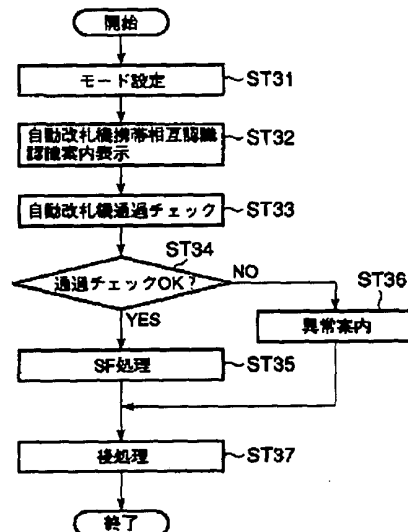 開始
モード設定
ST31
自動改札機携帯相互認識
認識案内表示
ST32
自動改札機通過チェック
ST33
ST34
通過チェックOK?
NO
YES
ST36
異常案内
SF処理
ST35
後処理
ST37
終了